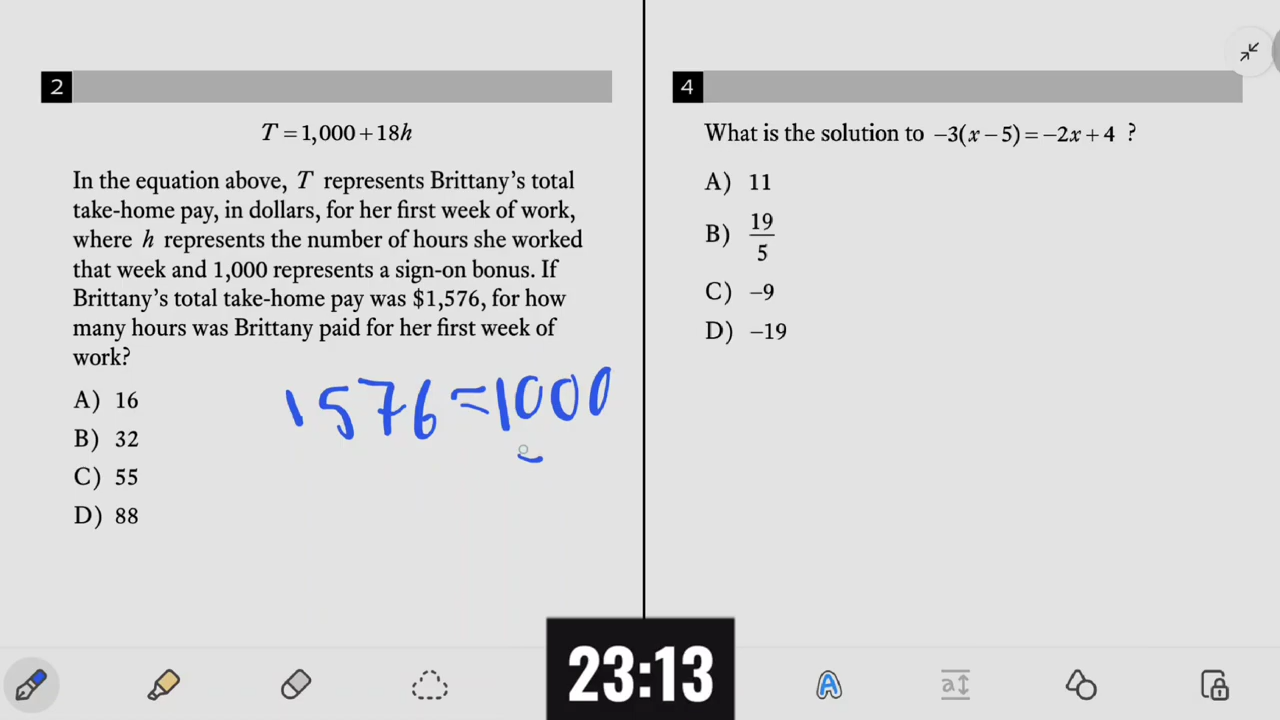 2
T = 1,000 + 18h
In the equation above, T represents Brittany's total
take-home pay, in dollars, for her first week of work,
where h represents the number of hours she worked
that week and 1,000 represents a sign-on bonus. If
Brittany's total take-home pay was $1,576, for how
many hours was Brittany paid for her first week of
work?
A) 16
B) 32
C) 55
D) 88
1576=1000
4
What is the solution to −3(x − 5) = −2x + 4 ?
A) 11
B) 19/5
C) −9
D) −19
23:13
A
a